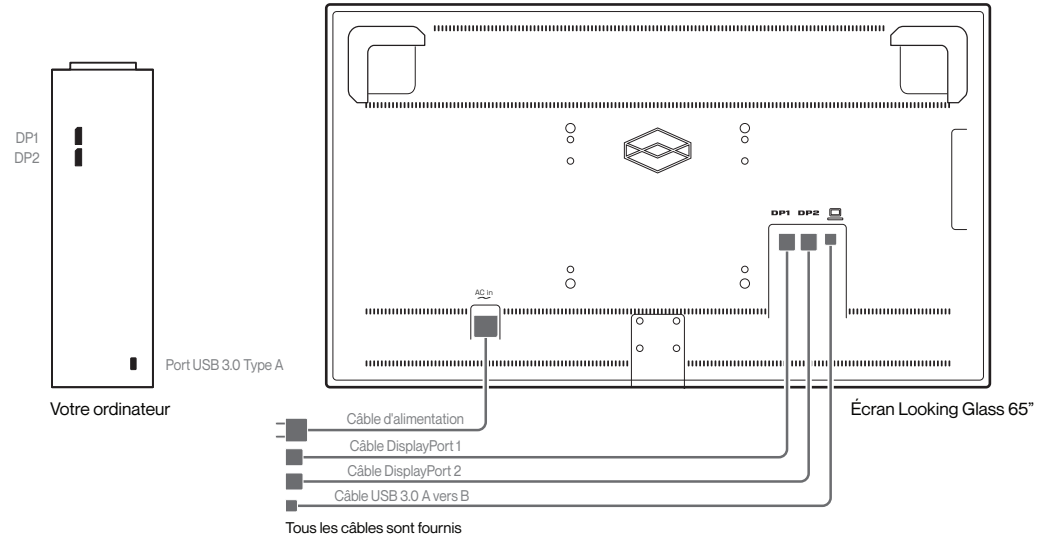 DP1
DP2
Port USB 3.0 Type A
Votre ordinateur
DP1 DP2
AC in
Écran Looking Glass 65”
Câble d'alimentation
Câble DisplayPort 1
Câble DisplayPort 2
Câble USB 3.0 A vers B
Tous les câbles sont fournis